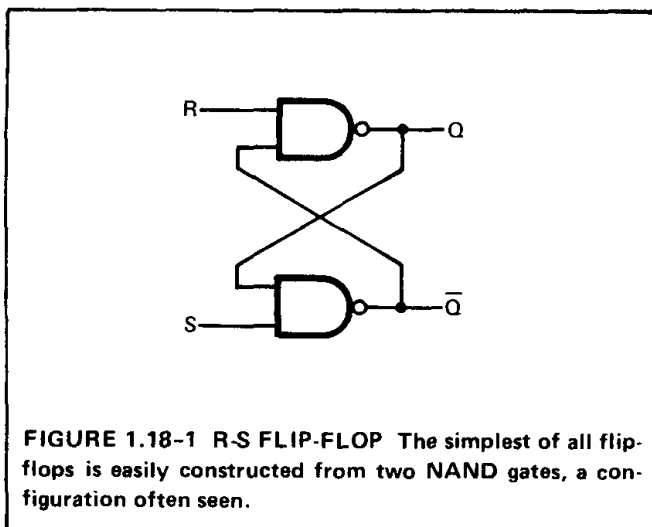 R
Q
S
Q̅
FIGURE 1.18-1 R-S FLIP-FLOP The simplest of all flip-
flops is easily constructed from two NAND gates, a con-
figuration often seen.